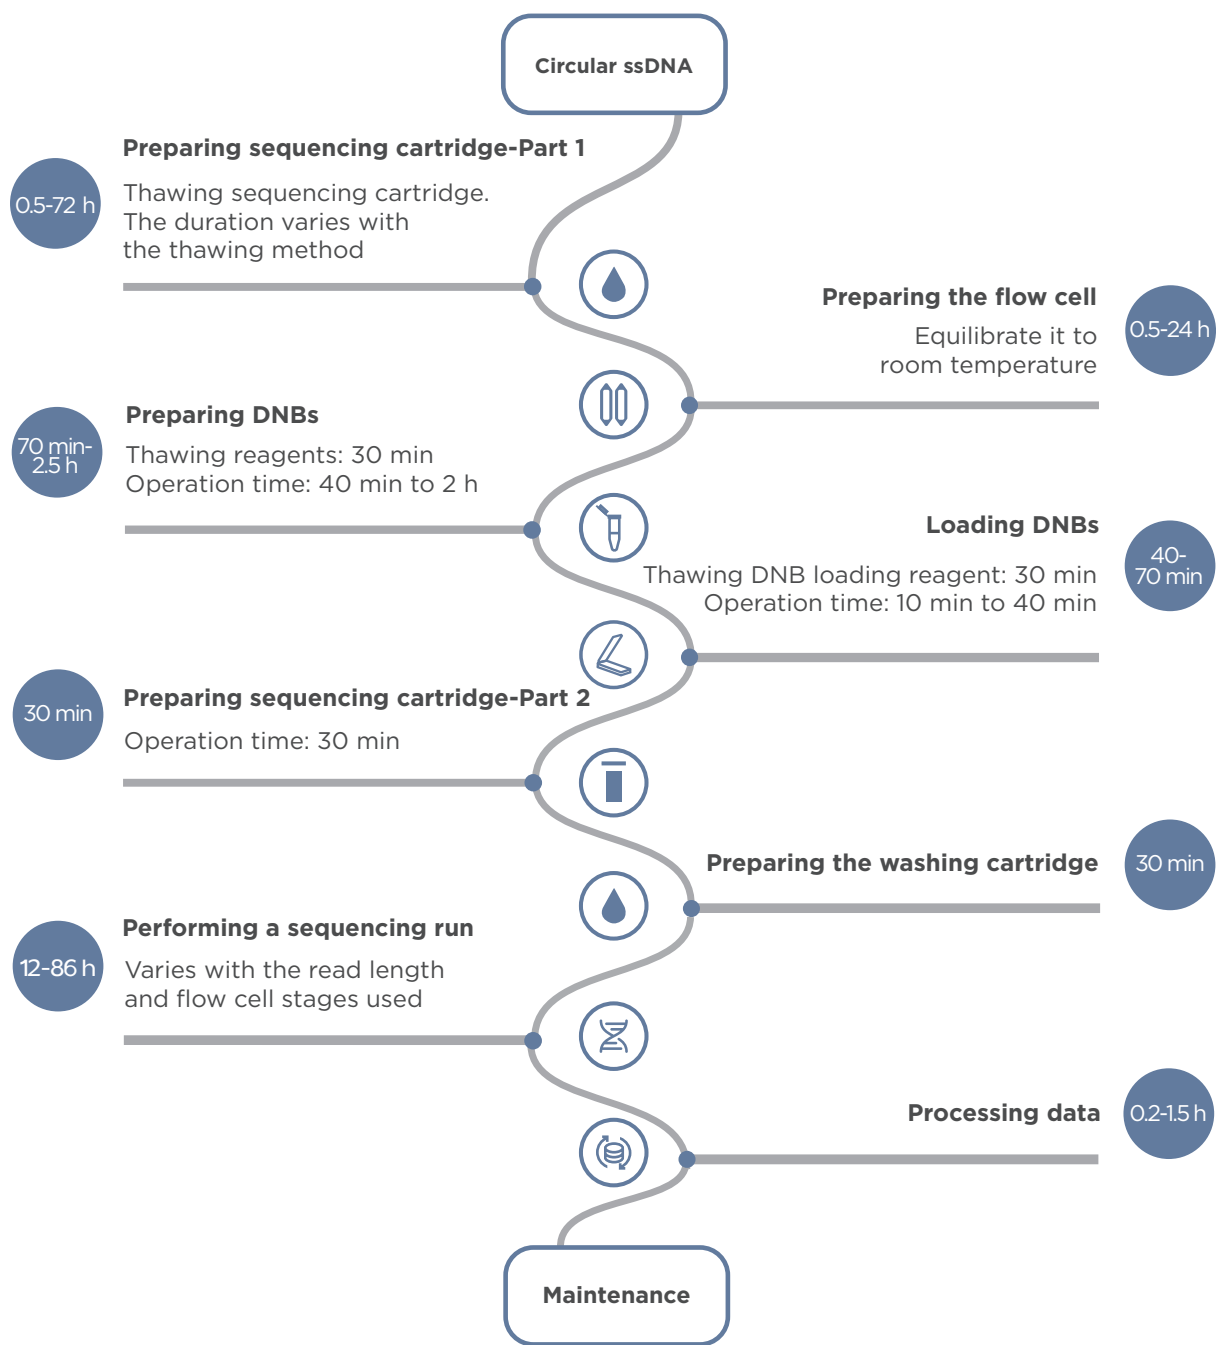 Circular ssDNA
Preparing sequencing cartridge-Part 1
0.5-72 h
Thawing sequencing cartridge.
The duration varies with
the thawing method
Preparing the flow cell
0.5-24 h
Equilibrate it to
room temperature
Preparing DNBs
70 min-
2.5 h
Thawing reagents: 30 min
Operation time: 40 min to 2 h
Loading DNBs
40-
70 min
Thawing DNB loading reagent: 30 min
Operation time: 10 min to 40 min
Preparing sequencing cartridge-Part 2
30 min
Operation time: 30 min
Preparing the washing cartridge
30 min
Performing a sequencing run
12-86 h
Varies with the read length
and flow cell stages used
Processing data
0.2-1.5 h
Maintenance